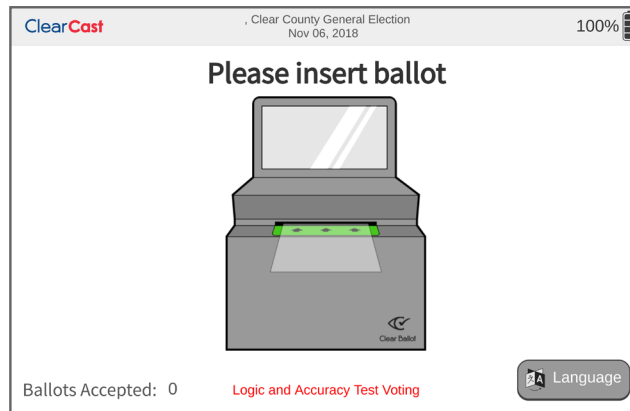 ClearCast
, Clear County General Election
Nov 06, 2018
100%
Please insert ballot
Clear Ballot
Ballots Accepted: 0
Logic and Accuracy Test Voting
Language